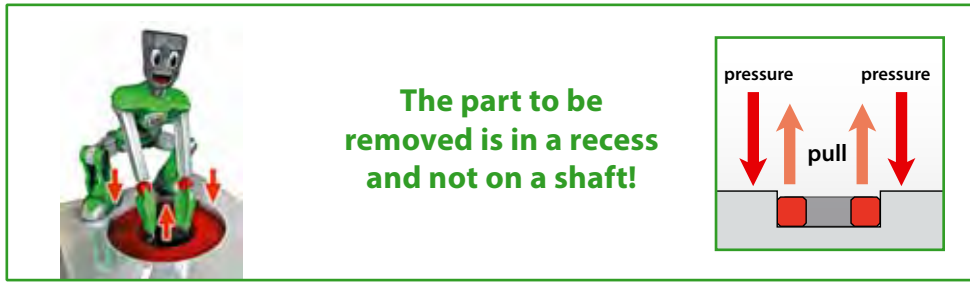 The part to be
removed is in a recess
and not on a shaft!
pressure pressure
pull